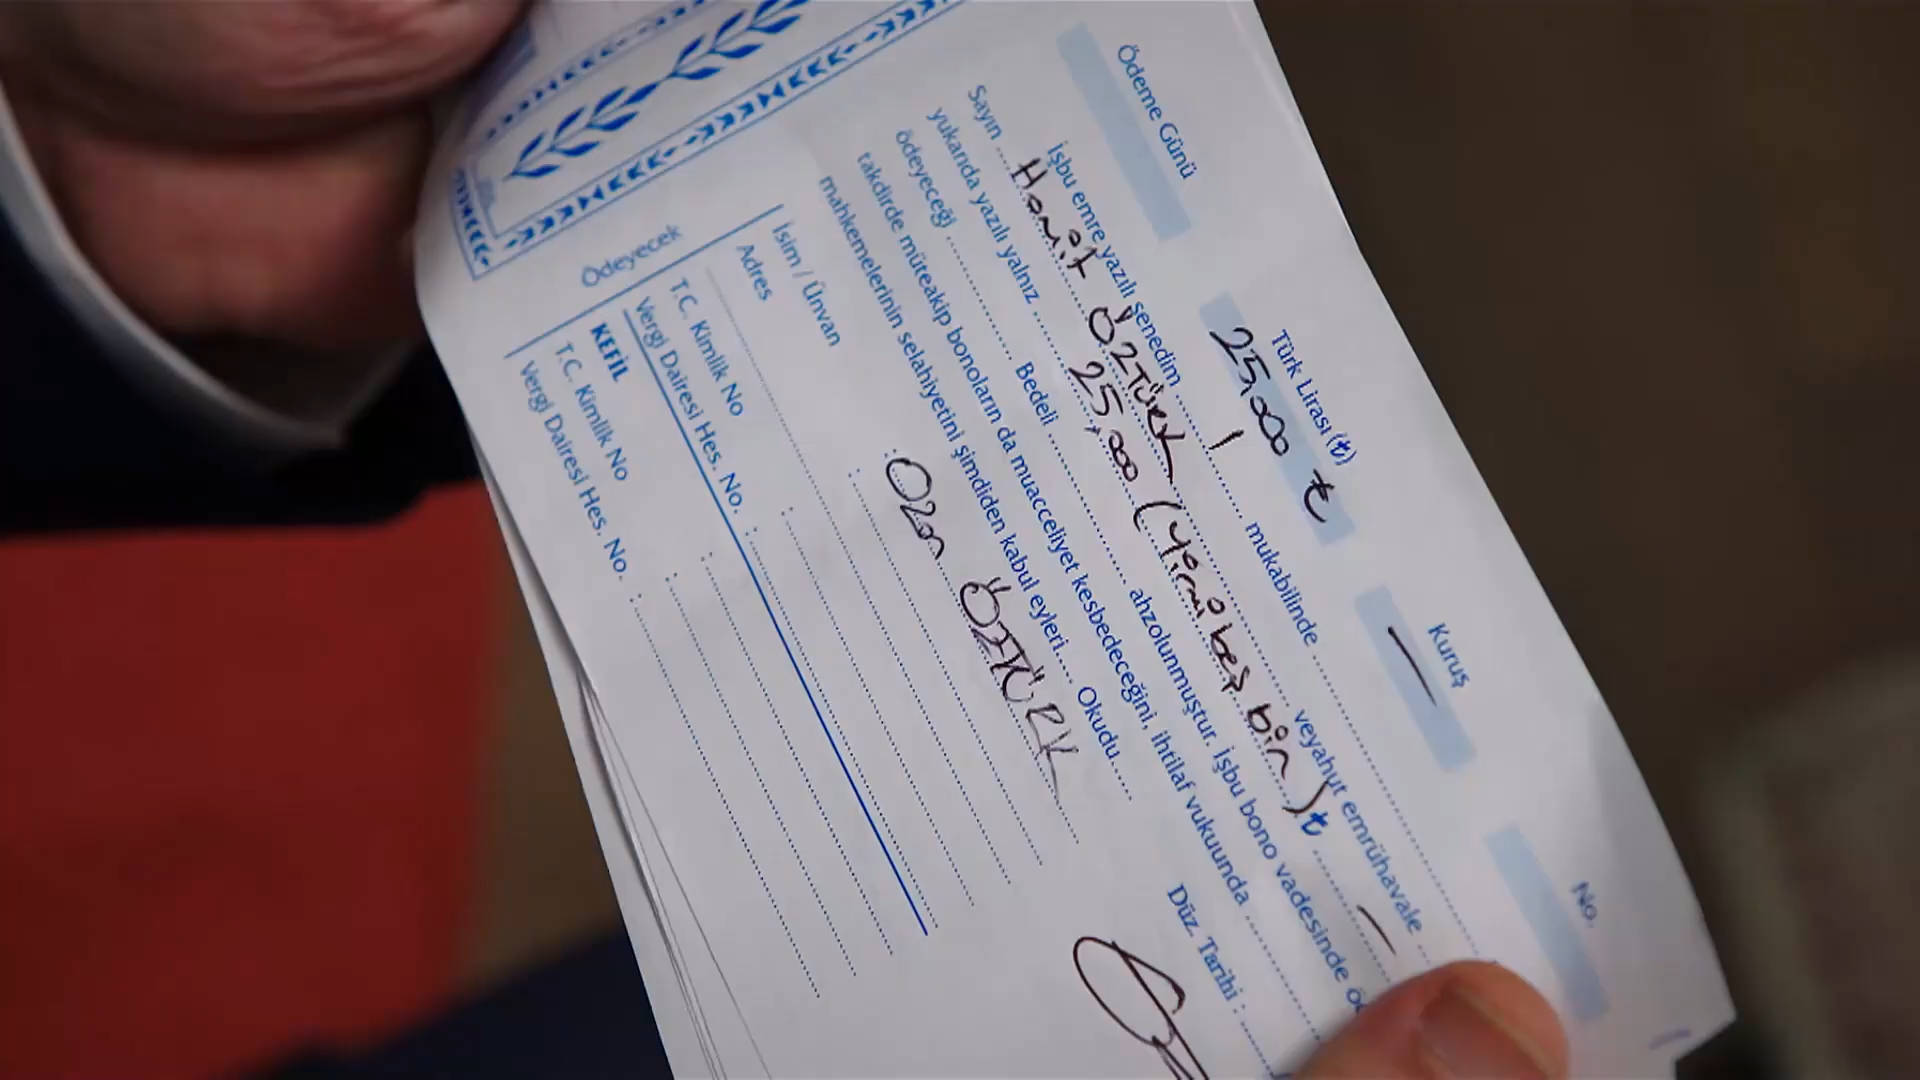 Ödeme Günü Türk Lirası (₺) Kuruş No.
25,000 ₺ —
İşbu emre yazılı senedim ........ mukabilinde ........
Sayın .... Hamit ÖZTÜRK ........ veyahut emrühavale ....
yukarıda yazılı yalnız ..... 25,000 (Yirmibeş bin) ₺ ..... —
ödeyeceğ ........ Bedeli ........ ahzolunmuştur. İşbu bono vadesinde
takdirde müteakip bonoların da muacceliyet kesbedeceğini, ihtilaf vukuunda ........
mahkemelerinin selahiyetini şimdiden kabul eyleri.... Okudu ....
Düz. Tarihi :
Ödeyecek
İsim / Ünvan : Ozan ÖZTÜRK
Adres :
T.C. Kimlik No :
Vergi Dairesi Hes. No. :
KEFİL
T.C. Kimlik No :
Vergi Dairesi Hes. No. :